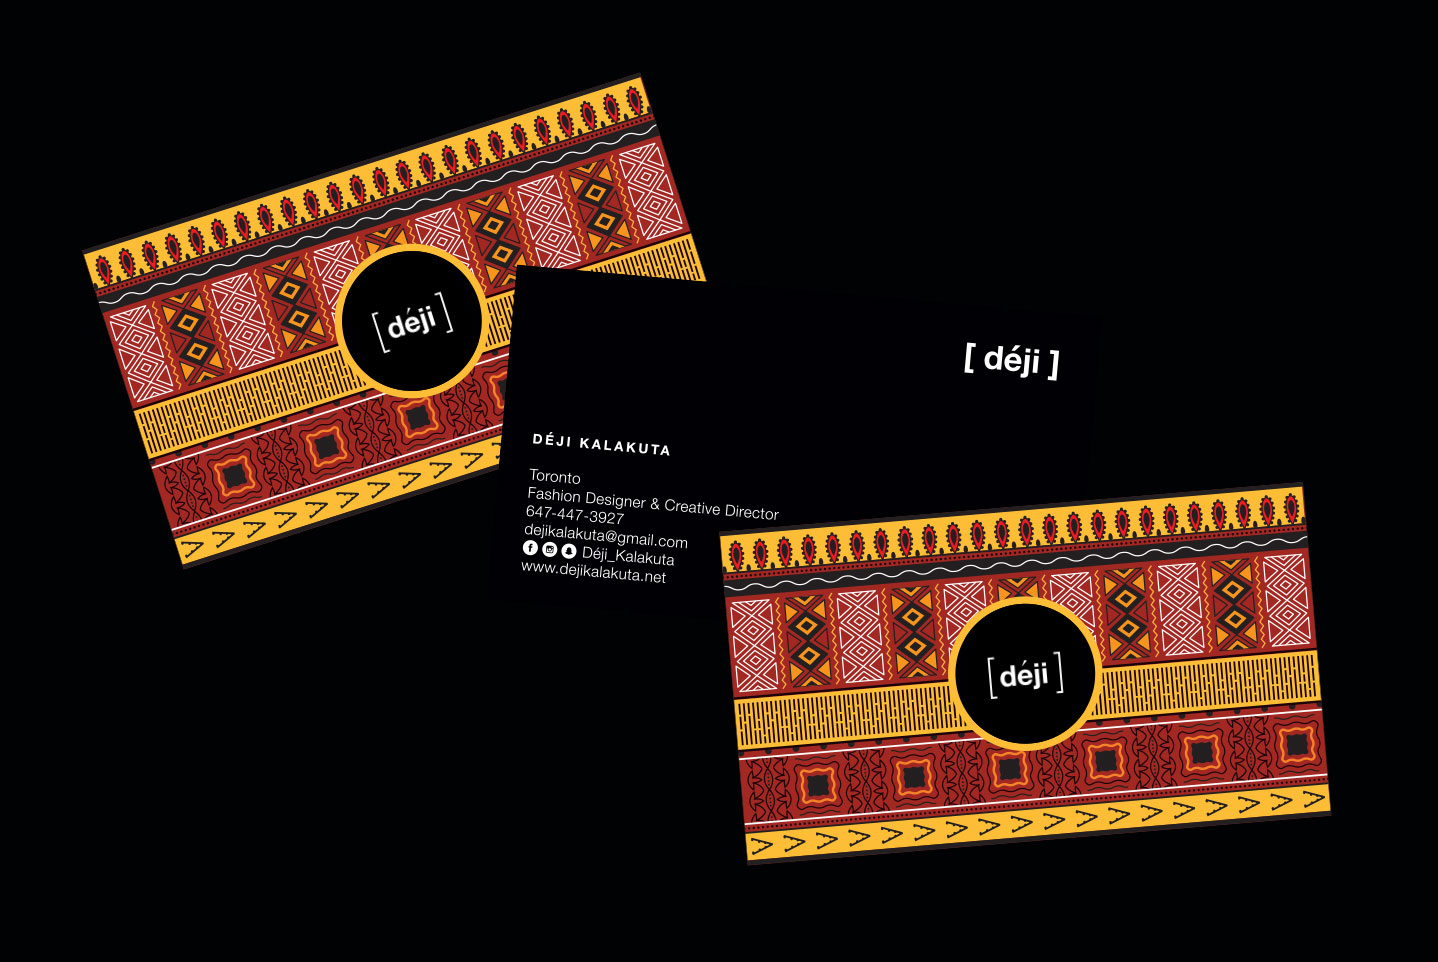 [déji]
[ déji ]
DÉJI KALAKUTA
Toronto
Fashion Designer & Creative Director
647-447-3927
dejikalakuta@gmail.com
Déji_Kalakuta
www.dejikalakuta.net
[déji]